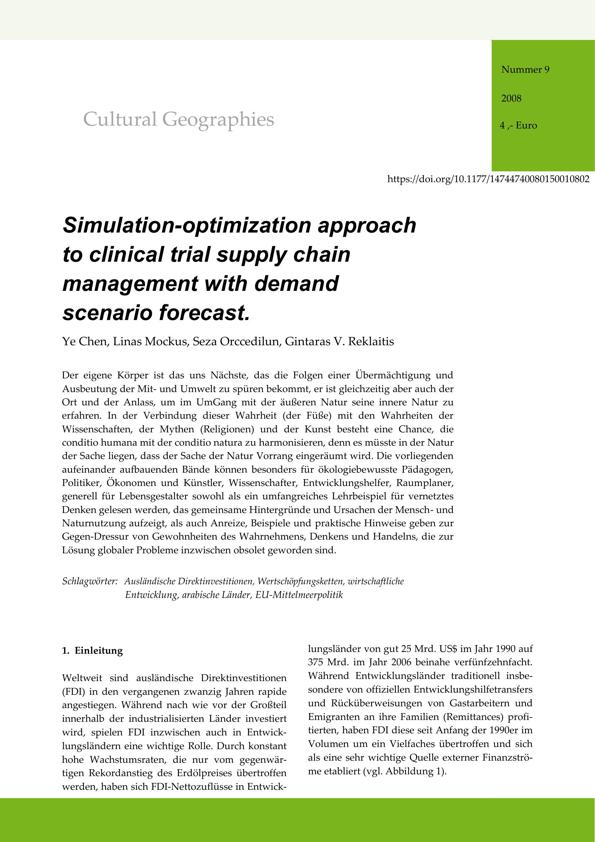 Nummer 9
2008
4 ,- Euro
Cultural Geographies
https://doi.org/10.1177/14744740080150010802
Simulation-optimization approach
to clinical trial supply chain
management with demand
scenario forecast.
Ye Chen, Linas Mockus, Seza Orccedilun, Gintaras V. Reklaitis
Der eigene Körper ist das uns Nächste, das die Folgen einer Übermächtigung und
Ausbeutung der Mit- und Umwelt zu spüren bekommt, er ist gleichzeitig aber auch der
Ort und der Anlass, um im UmGang mit der äußeren Natur seine innere Natur zu
erfahren. In der Verbindung dieser Wahrheit (der Füße) mit den Wahrheiten der
Wissenschaften, der Mythen (Religionen) und der Kunst besteht eine Chance, die
conditio humana mit der conditio natura zu harmonisieren, denn es müsste in der Natur
der Sache liegen, dass der Sache der Natur Vorrang eingeräumt wird. Die vorliegenden
aufeinander aufbauenden Bände können besonders für ökologiebewusste Pädagogen,
Politiker, Ökonomen und Künstler, Wissenschafter, Entwicklungshelfer, Raumplaner,
generell für Lebensgestalter sowohl als ein umfangreiches Lehrbeispiel für vernetztes
Denken gelesen werden, das gemeinsame Hintergründe und Ursachen der Mensch- und
Naturnutzung aufzeigt, als auch Anreize, Beispiele und praktische Hinweise geben zur
Gegen-Dressur von Gewohnheiten des Wahrnehmens, Denkens und Handelns, die zur
Lösung globaler Probleme inzwischen obsolet geworden sind.
Schlagwörter: Ausländische Direktinvestitionen, Wertschöpfungsketten, wirtschaftliche
Entwicklung, arabische Länder, EU-Mittelmeerpolitik
1. Einleitung
Weltweit sind ausländische Direktinvestitionen
(FDI) in den vergangenen zwanzig Jahren rapide
angestiegen. Während nach wie vor der Großteil
innerhalb der industrialisierten Länder investiert
wird, spielen FDI inzwischen auch in Entwick-
lungsländern eine wichtige Rolle. Durch konstant
hohe Wachstumsraten, die nur vom gegenwär-
tigen Rekordanstieg des Erdölpreises übertroffen
werden, haben sich FDI-Nettozuflüsse in Entwick-
lungsländer von gut 25 Mrd. US$ im Jahr 1990 auf
375 Mrd. im Jahr 2006 beinahe verfünfzehnfacht.
Während Entwicklungsländer traditionell insbe-
sondere von offiziellen Entwicklungshilfetransfers
und Rücküberweisungen von Gastarbeitern und
Emigranten an ihre Familien (Remittances) profi-
tierten, haben FDI diese seit Anfang der 1990er im
Volumen um ein Vielfaches übertroffen und sich
als eine sehr wichtige Quelle externer Finanzströ-
me etabliert (vgl. Abbildung 1).